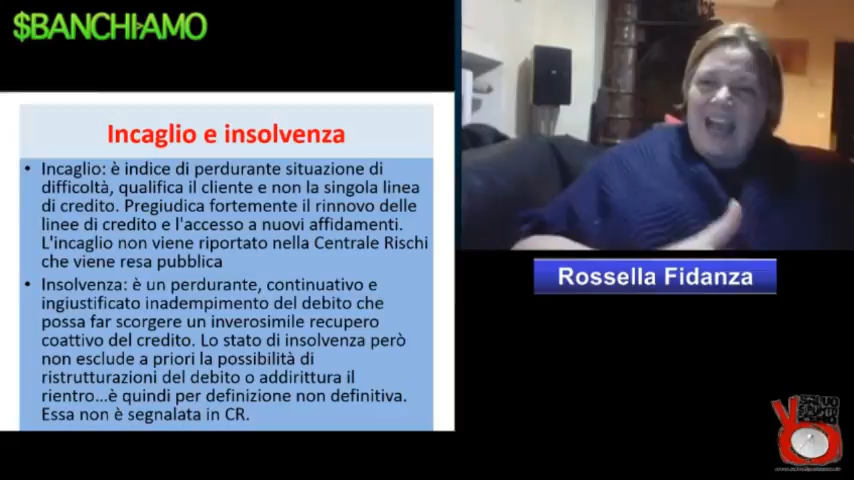 $BANCHIAMO
Incaglio e insolvenza
• Incaglio: è indice di perdurante situazione di
difficoltà, qualifica il cliente e non la singola linea
di credito. Pregiudica fortemente il rinnovo delle
linee di credito e l'accesso a nuovi affidamenti.
L'incaglio non viene riportato nella Centrale Rischi
che viene resa pubblica
• Insolvenza: è un perdurante, continuativo e
ingiustificato inadempimento del debito che
possa far scorgere un inverosimile recupero
coattivo del credito. Lo stato di insolvenza però
non esclude a priori la possibilità di
ristrutturazioni del debito o addirittura il
rientro...è quindi per definizione non definitiva.
Essa non è segnalata in CR.
Rossella Fidanza